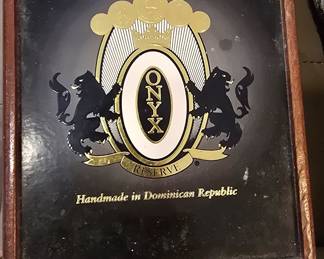 ONYX
RESERVE
Handmade in Dominican Republic